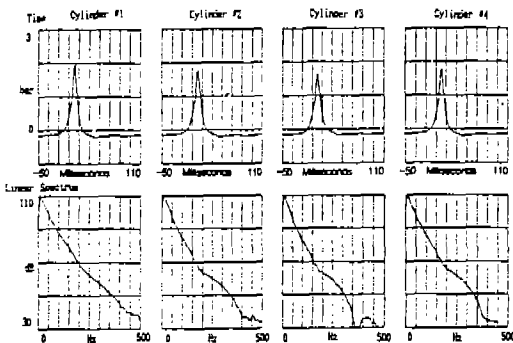 Time Cylinder #1 Cylinder #2 Cylinder #3 Cylinder #4
3
bar
0
-50 Milliseconds 110 -50 Milliseconds 110 -50 Milliseconds 110 -50 Milliseconds 110
Linear Spectrum
110
dB
30
0 Hz 500 0 Hz 500 0 Hz 500 0 Hz 500